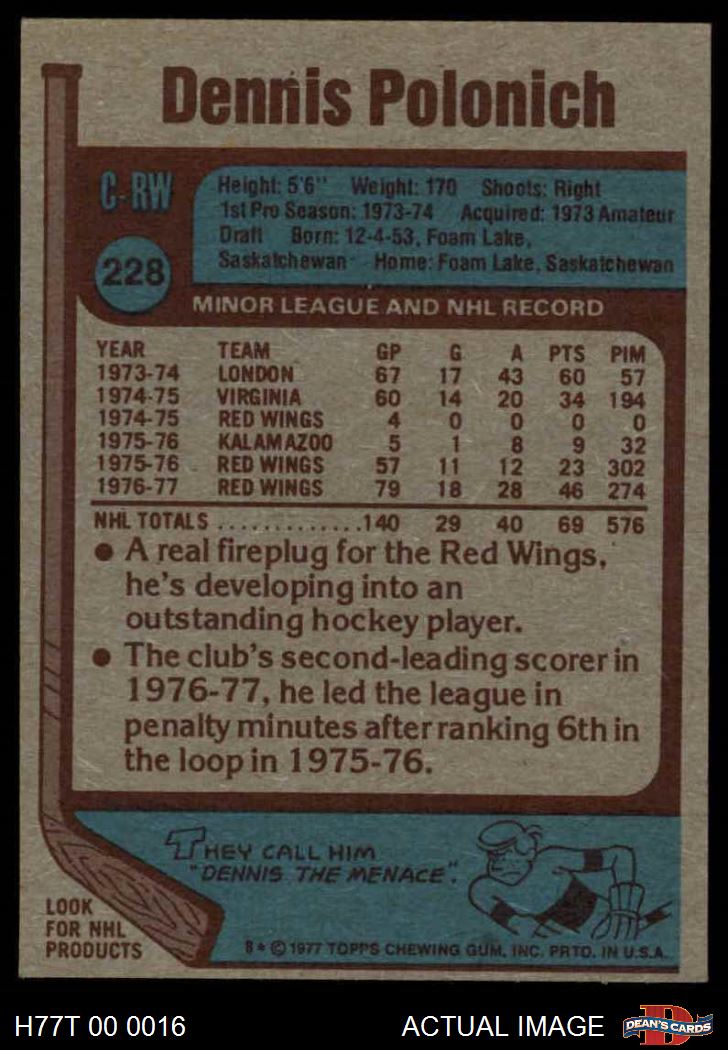 Dennis Polonich
C-RW
Height: 5'6" Weight: 170 Shoots: Right
1st Pro Season: 1973-74 Acquired: 1973 Amateur
Draft Born: 12-4-53, Foam Lake,
Saskatchewan Home: Foam Lake, Saskatchewan
228
MINOR LEAGUE AND NHL RECORD
YEAR TEAM GP G A PTS PIM
1973-74 LONDON 67 17 43 60 57
1974-75 VIRGINIA 60 14 20 34 194
1974-75 RED WINGS 4 0 0 0 0
1975-76 KALAMAZOO 5 1 8 9 32
1975-76 RED WINGS 57 11 12 23 302
1976-77 RED WINGS 79 18 28 46 274
NHL TOTALS .............140 29 40 69 576
• A real fireplug for the Red Wings,
he's developing into an
outstanding hockey player.
• The club's second-leading scorer in
1976-77, he led the league in
penalty minutes after ranking 6th in
the loop in 1975-76.
THEY CALL HIM
"DENNIS THE MENACE".
LOOK
FOR NHL
PRODUCTS
B* © 1977 TOPPS CHEWING GUM, INC. PRTD. IN U.S.A.
H77T 00 0016 ACTUAL IMAGE DEAN'S CARDS